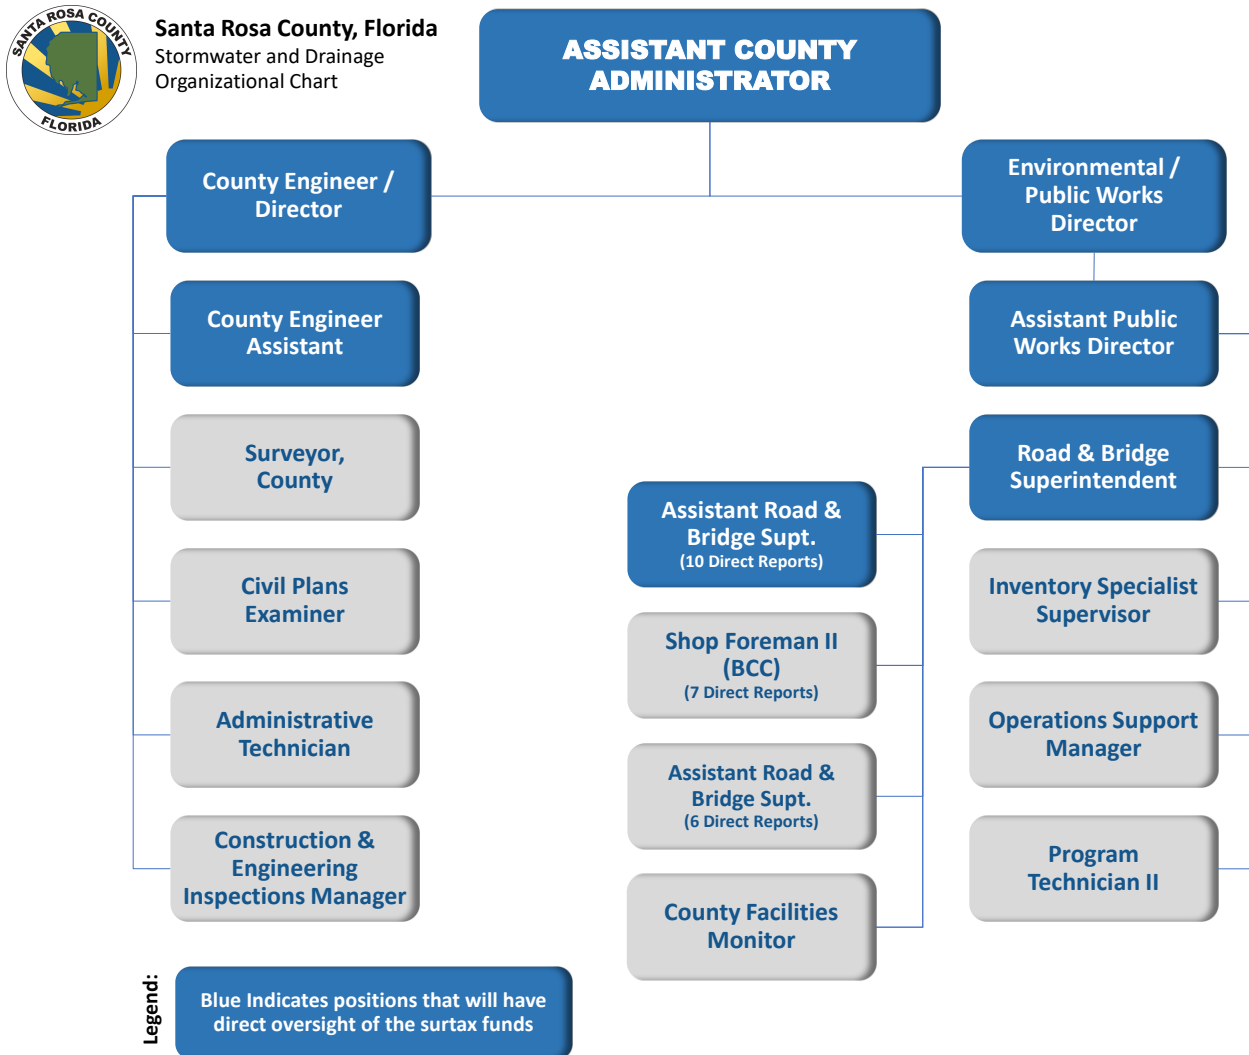 SANTA ROSA COUNTY
FLORIDA
Santa Rosa County, Florida
Stormwater and Drainage
Organizational Chart
ASSISTANT COUNTY
ADMINISTRATOR
County Engineer /
Director
Environmental /
Public Works
Director
County Engineer
Assistant
Assistant Public
Works Director
Surveyor,
County
Road & Bridge
Superintendent
Assistant Road &
Bridge Supt.
(10 Direct Reports)
Civil Plans
Examiner
Inventory Specialist
Supervisor
Shop Foreman II
(BCC)
(7 Direct Reports)
Administrative
Technician
Operations Support
Manager
Assistant Road &
Bridge Supt.
(6 Direct Reports)
Construction &
Engineering
Inspections Manager
Program
Technician II
County Facilities
Monitor
Legend:
Blue Indicates positions that will have
direct oversight of the surtax funds